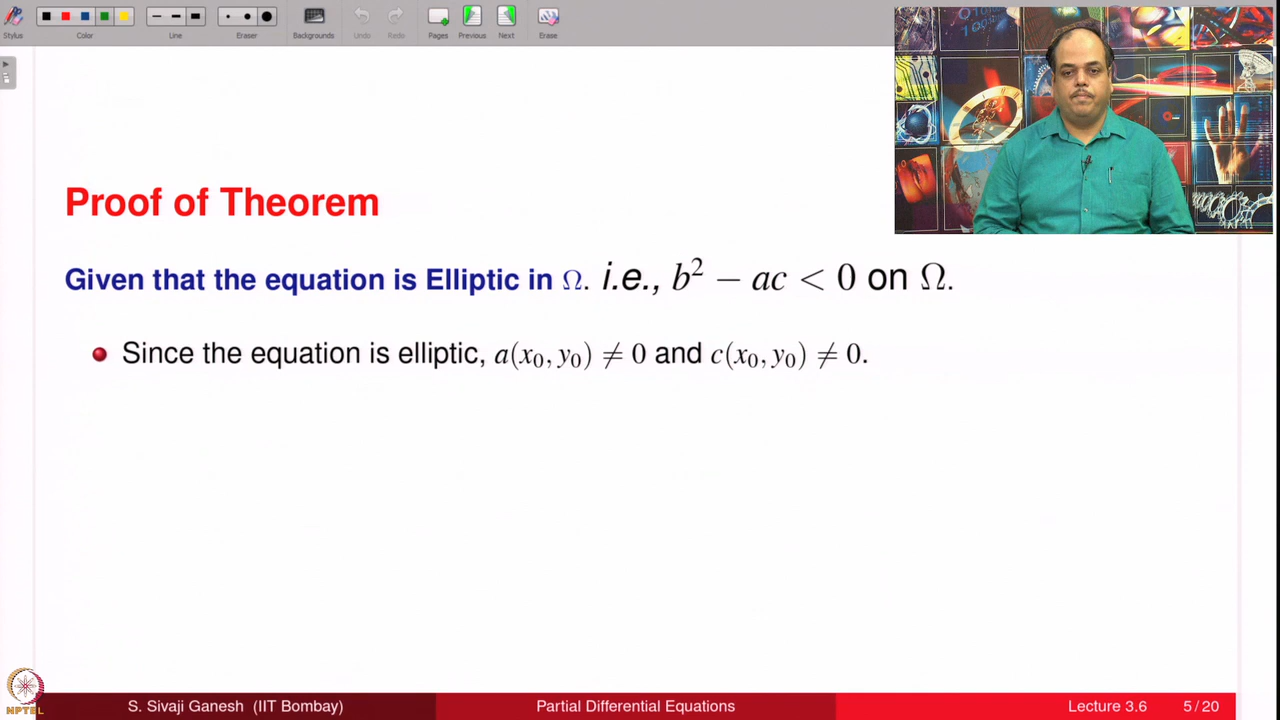 Stylus
Color
Line
Eraser
Backgrounds
Undo
Redo
Pages
Previous
Next
Erase
Proof of Theorem
Given that the equation is Elliptic in Ω. i.e., b² − ac < 0 on Ω.
Since the equation is elliptic, a(x₀, y₀) ≠ 0 and c(x₀, y₀) ≠ 0.
NPTEL
S. Sivaji Ganesh (IIT Bombay)
Partial Differential Equations
Lecture 3.6
5/20